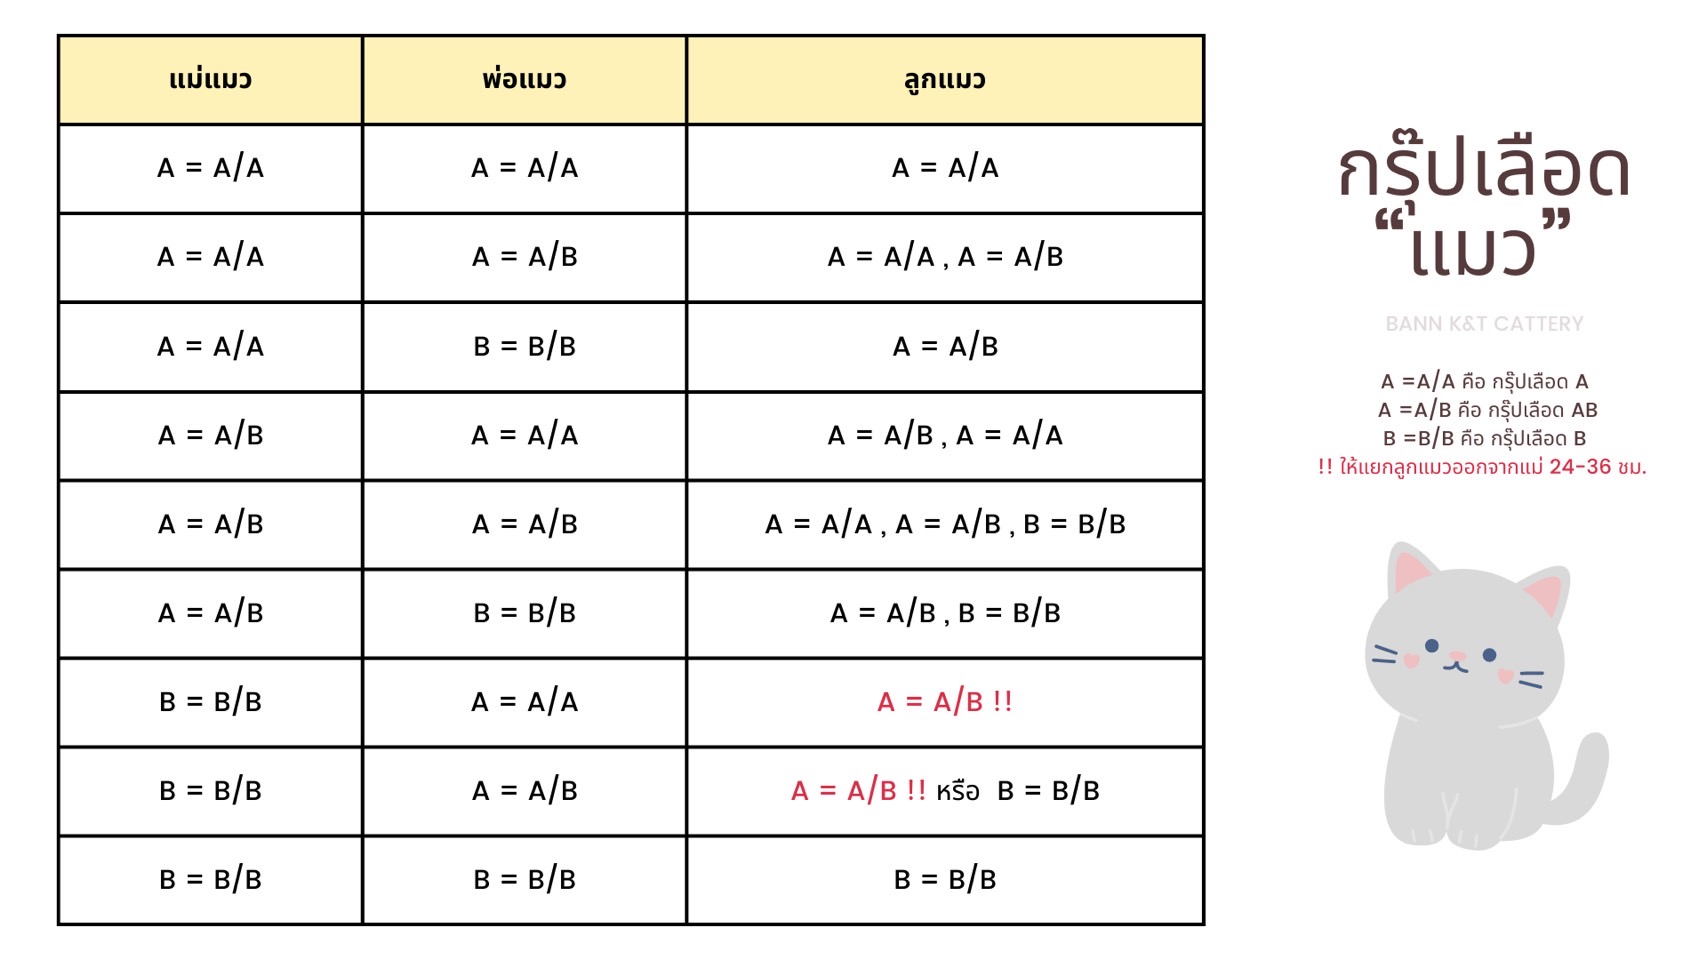 แม่แมว พ่อแมว ลูกแมว
A = A/A A = A/A A = A/A
A = A/A A = A/B A = A/A , A = A/B
A = A/A B = B/B A = A/B
A = A/B A = A/A A = A/B , A = A/A
A = A/B A = A/B A = A/A , A = A/B , B = B/B
A = A/B B = B/B A = A/B , B = B/B
B = B/B A = A/A A = A/B !!
B = B/B A = A/B A = A/B !! หรือ B = B/B
B = B/B B = B/B B = B/B
กรุ๊ปเลือด
“แมว”
BANN K&T CATTERY
A =A/A คือ กรุ๊ปเลือด A
A =A/B คือ กรุ๊ปเลือด AB
B =B/B คือ กรุ๊ปเลือด B
!! ให้แยกลูกแมวออกจากแม่ 24-36 ชม.